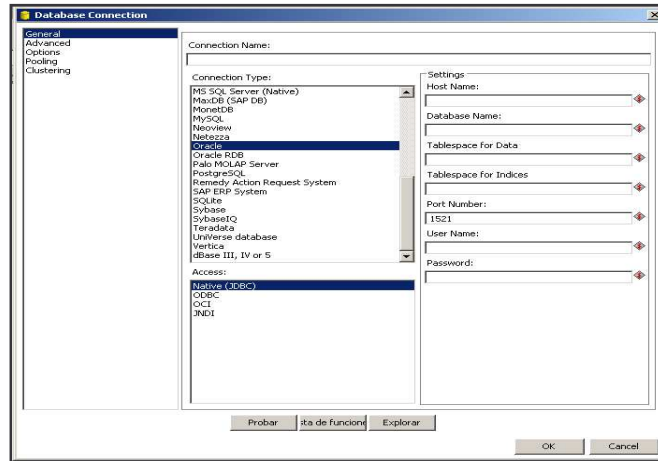 Database Connection
General
Advanced
Options
Pooling
Clustering
Connection Name:
Connection Type:
MS SQL Server (Native)
MaxDB (SAP DB)
MonetDB
MySQL
Neoview
Netezza
Oracle
Oracle RDB
Palo MOLAP Server
PostgreSQL
Remedy Action Request System
SAP ERP System
SQLite
Sybase
SybaseIQ
Teradata
UniVerse database
Vertica
dBase III, IV or 5
Access:
Native (JDBC)
ODBC
OCI
JNDI
Settings
Host Name:
Database Name:
Tablespace for Data
Tablespace for Indices
Port Number:
1521
User Name:
Password:
Probar sta de funcione Explorar
OK Cancel